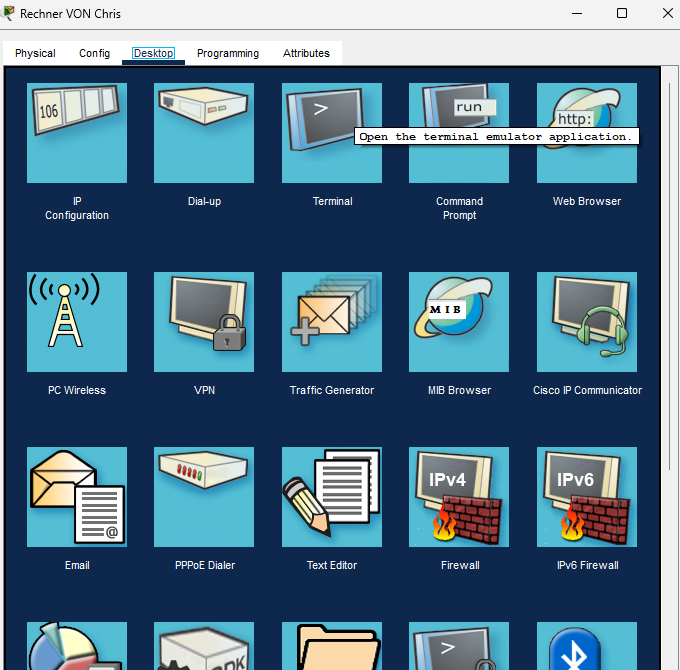 Rechner VON Chris
Physical Config Desktop Programming Attributes
106
>
run
http:
Open the terminal emulator application.
IP
Configuration
Dial-up
Terminal
Command
Prompt
Web Browser
MIB
PC Wireless
VPN
Traffic Generator
MIB Browser
Cisco IP Communicator
@
IPv4
IPv6
Email
PPPoE Dialer
Text Editor
Firewall
IPv6 Firewall
>